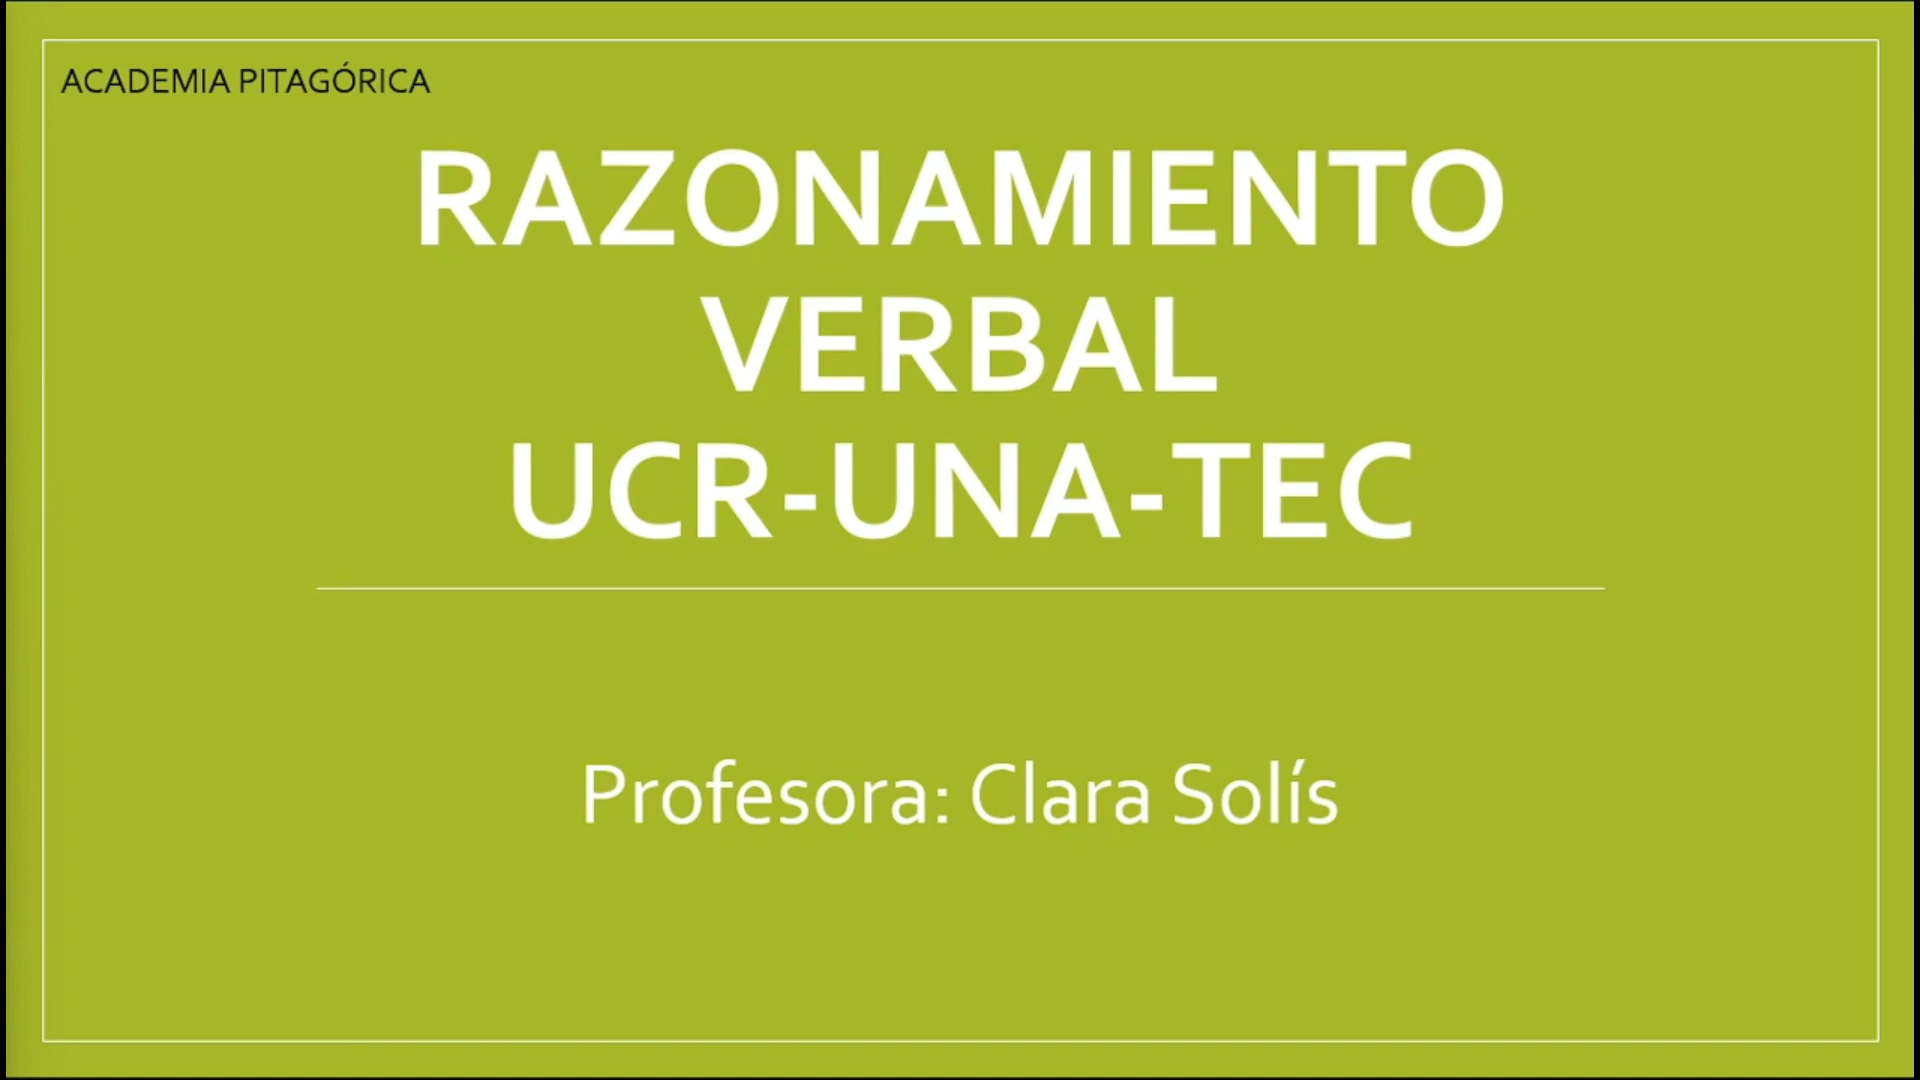 ACADEMIA PITAGÓRICA
RAZONAMIENTO
VERBAL
UCR-UNA-TEC
Profesora: Clara Solís